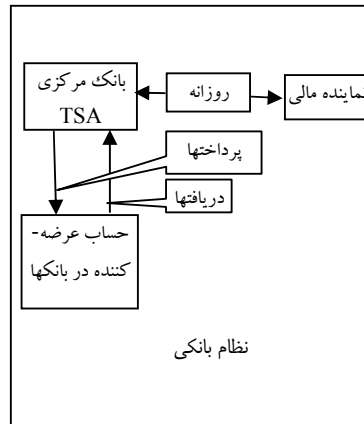 بانک مرکزی
TSA
روزانه
نماینده مالی
پرداختها
دریافتها
حساب عرضه-
کننده در بانکها
نظام بانکی